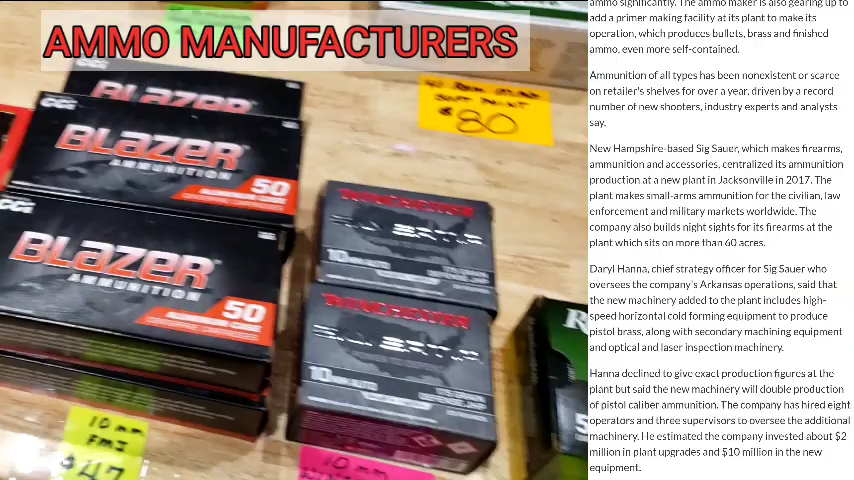 AMMO MANUFACTURERS
$80
CCI
BLAZER
BLAZER
AMMUNITION
50
ALUMINUM CASE
CCI
BLAZER
AMMUNITION
50
ALUMINUM CASE
WINCHESTER
10MM AUTO
WINCHESTER
10MM AUTO
10mm
FMJ
$47
10 mm
ammo significantly. The ammo maker is also gearing up to
add a primer making facility at its plant to make its
operation, which produces bullets, brass and finished
ammo, even more self-contained.
Ammunition of all types has been nonexistent or scarce
on retailer's shelves for over a year, driven by a record
number of new shooters, industry experts and analysts
say.
New Hampshire-based Sig Sauer, which makes firearms,
ammunition and accessories, centralized its ammunition
production at a new plant in Jacksonville in 2017. The
plant makes small-arms ammunition for the civilian, law
enforcement and military markets worldwide. The
company also builds night sights for its firearms at the
plant which sits on more than 60 acres.
Daryl Hanna, chief strategy officer for Sig Sauer who
oversees the company's Arkansas operations, said that
the new machinery added to the plant includes high-
speed horizontal cold forming equipment to produce
pistol brass, along with secondary machining equipment
and optical and laser inspection machinery.
Hanna declined to give exact production figures at the
plant but said the new machinery will double production
of pistol caliber ammunition. The company has hired eight
operators and three supervisors to oversee the additional
machinery. He estimated the company invested about $2
million in plant upgrades and $10 million in the new
equipment.